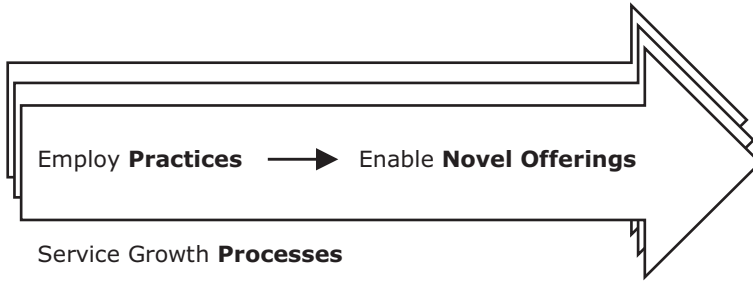 Employ Practices Enable Novel Offerings
Service Growth Processes